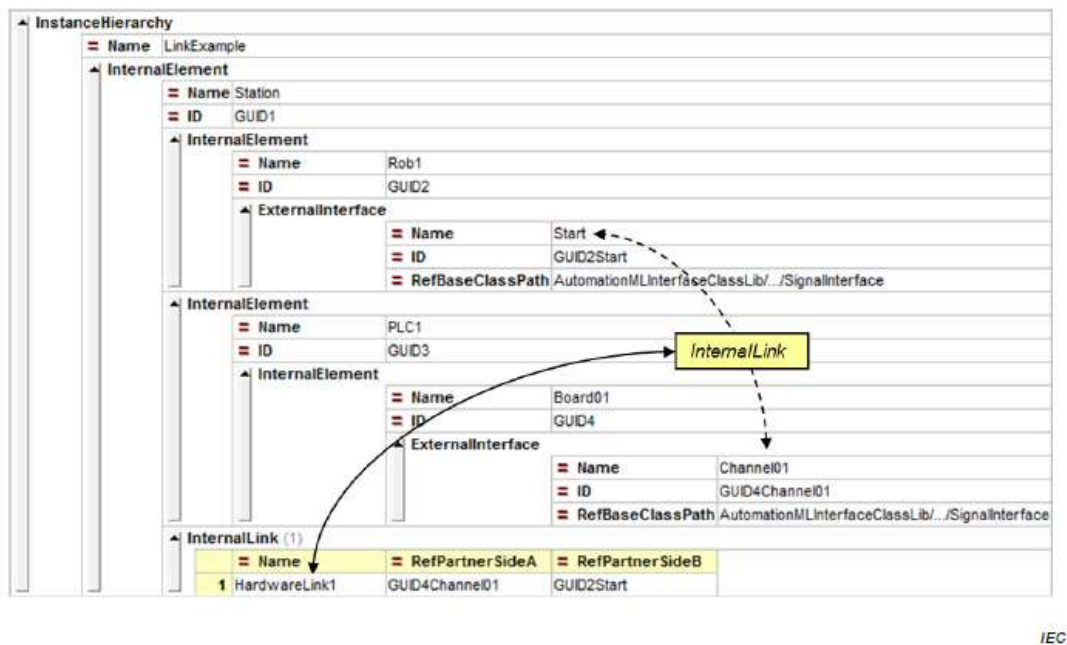 InstanceHierarchy
= Name LinkExample
InternalElement
= Name Station
= ID GUID1
InternalElement
= Name Rob1
= ID GUID2
ExternalInterface
= Name Start
= ID GUID2Start
= RefBaseClassPath AutomationMLInterfaceClassLib/.../SignalInterface
InternalElement
= Name PLC1
= ID GUID3
InternalLink
InternalElement
= Name Board01
= ID GUID4
ExternalInterface
= Name Channel01
= ID GUID4Channel01
= RefBaseClassPath AutomationMLInterfaceClassLib/.../SignalInterface
InternalLink (1)
= Name = RefPartnerSideA = RefPartnerSideB
1 HardwareLink1 GUID4Channel01 GUID2Start
IEC